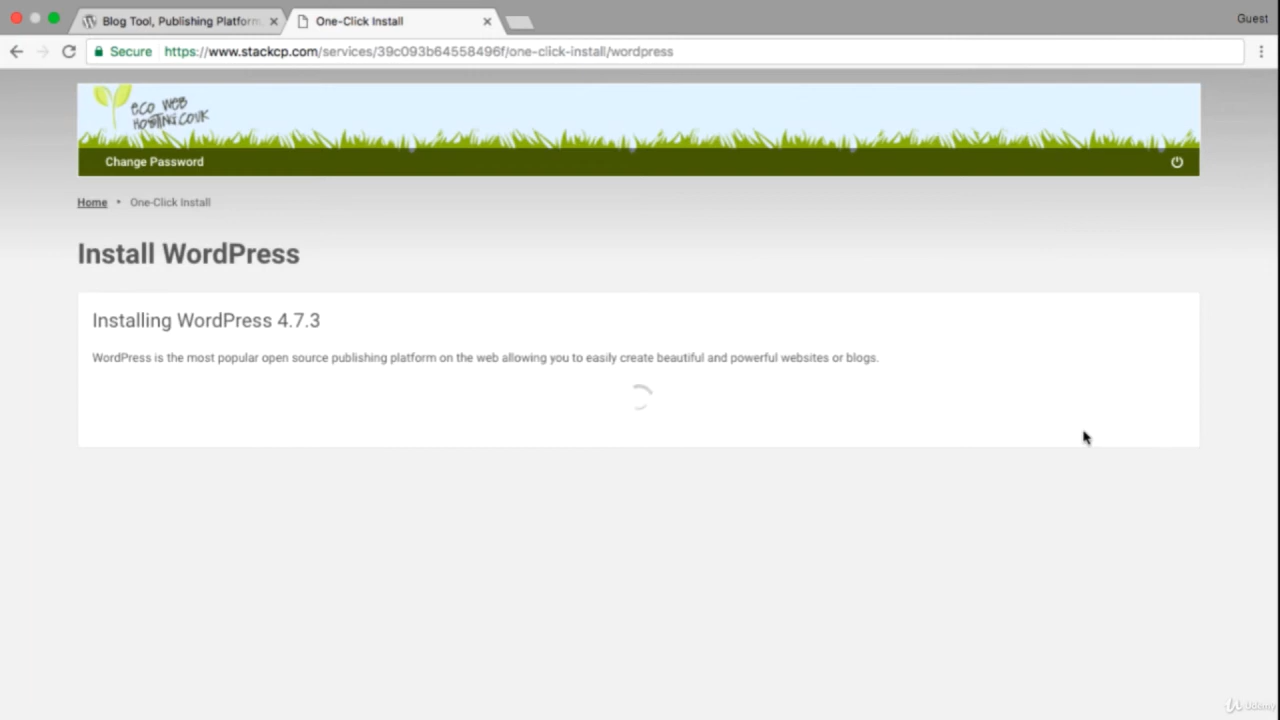 Blog Tool, Publishing Platform,
One-Click Install
Guest
Secure
https://www.stackcp.com/services/39c093b64558496f/one-click-install/wordpress
eco web
hosting.co.uk
Change Password
Home
One-Click Install
Install WordPress
Installing WordPress 4.7.3
WordPress is the most popular open source publishing platform on the web allowing you to easily create beautiful and powerful websites or blogs.
Udemy